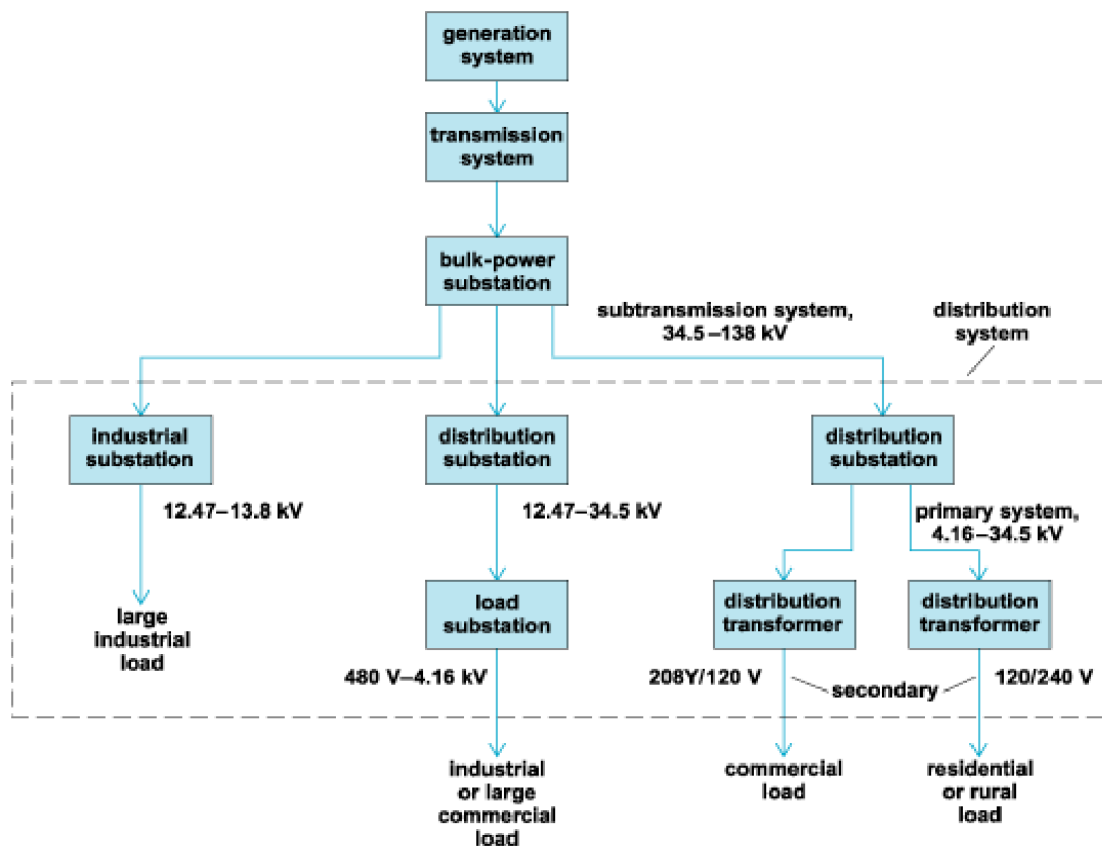 generation
system
transmission
system
bulk-power
substation
subtransmission system,
34.5–138 kV
distribution
system
industrial
substation
distribution
substation
distribution
substation
12.47–13.8 kV
12.47–34.5 kV
primary system,
4.16–34.5 kV
large
industrial
load
load
substation
distribution
transformer
distribution
transformer
480 V–4.16 kV
208Y/120 V
secondary
120/240 V
industrial
or large
commercial
load
commercial
load
residential
or rural
load